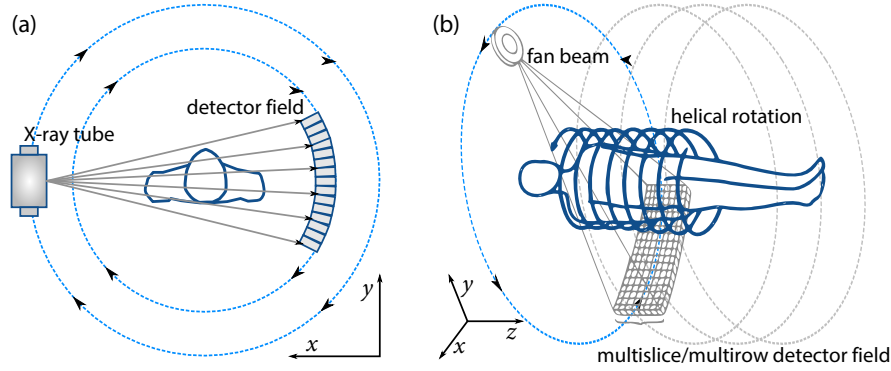 (a)
detector field
X-ray tube
y
x
(b)
fan beam
helical rotation
y
z
x
multislice/multirow detector field